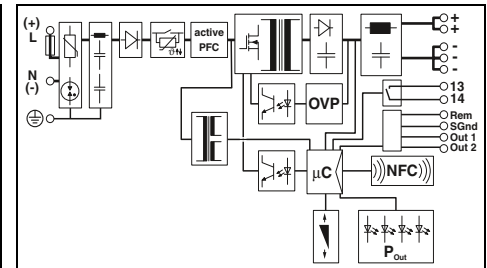 (+)
L
N
(-)
ϑ
active
PFC
OVP
+
+
-
-
-
13
14
Rem
SGnd
Out 1
Out 2
µC
NFC
P Out